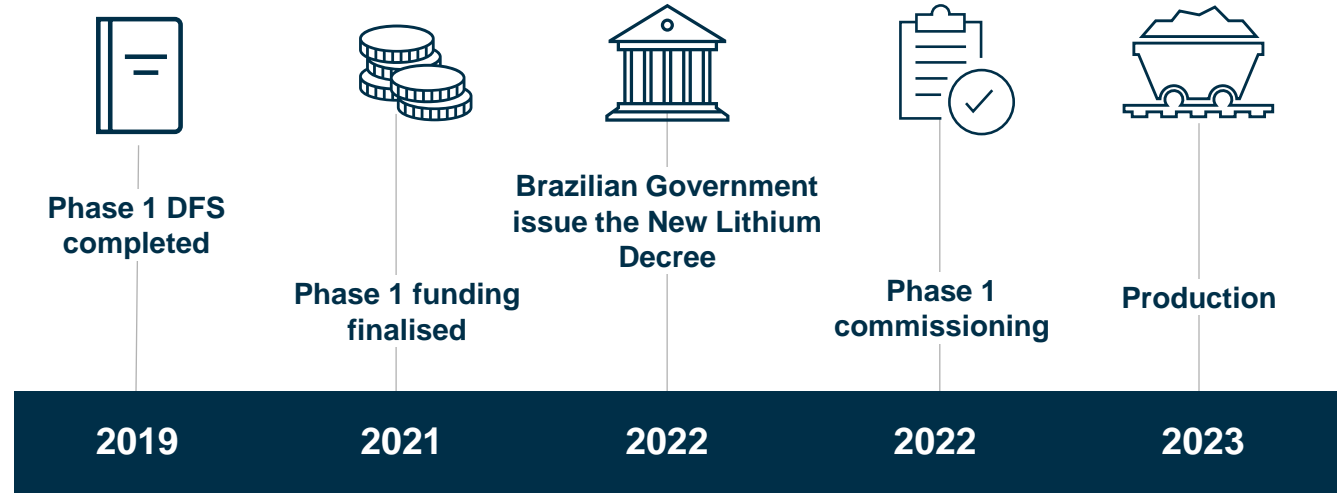 Phase 1 DFS
completed
Phase 1 funding
finalised
Brazilian Government
issue the New Lithium
Decree
Phase 1
commissioning
Production
2019
2021
2022
2022
2023